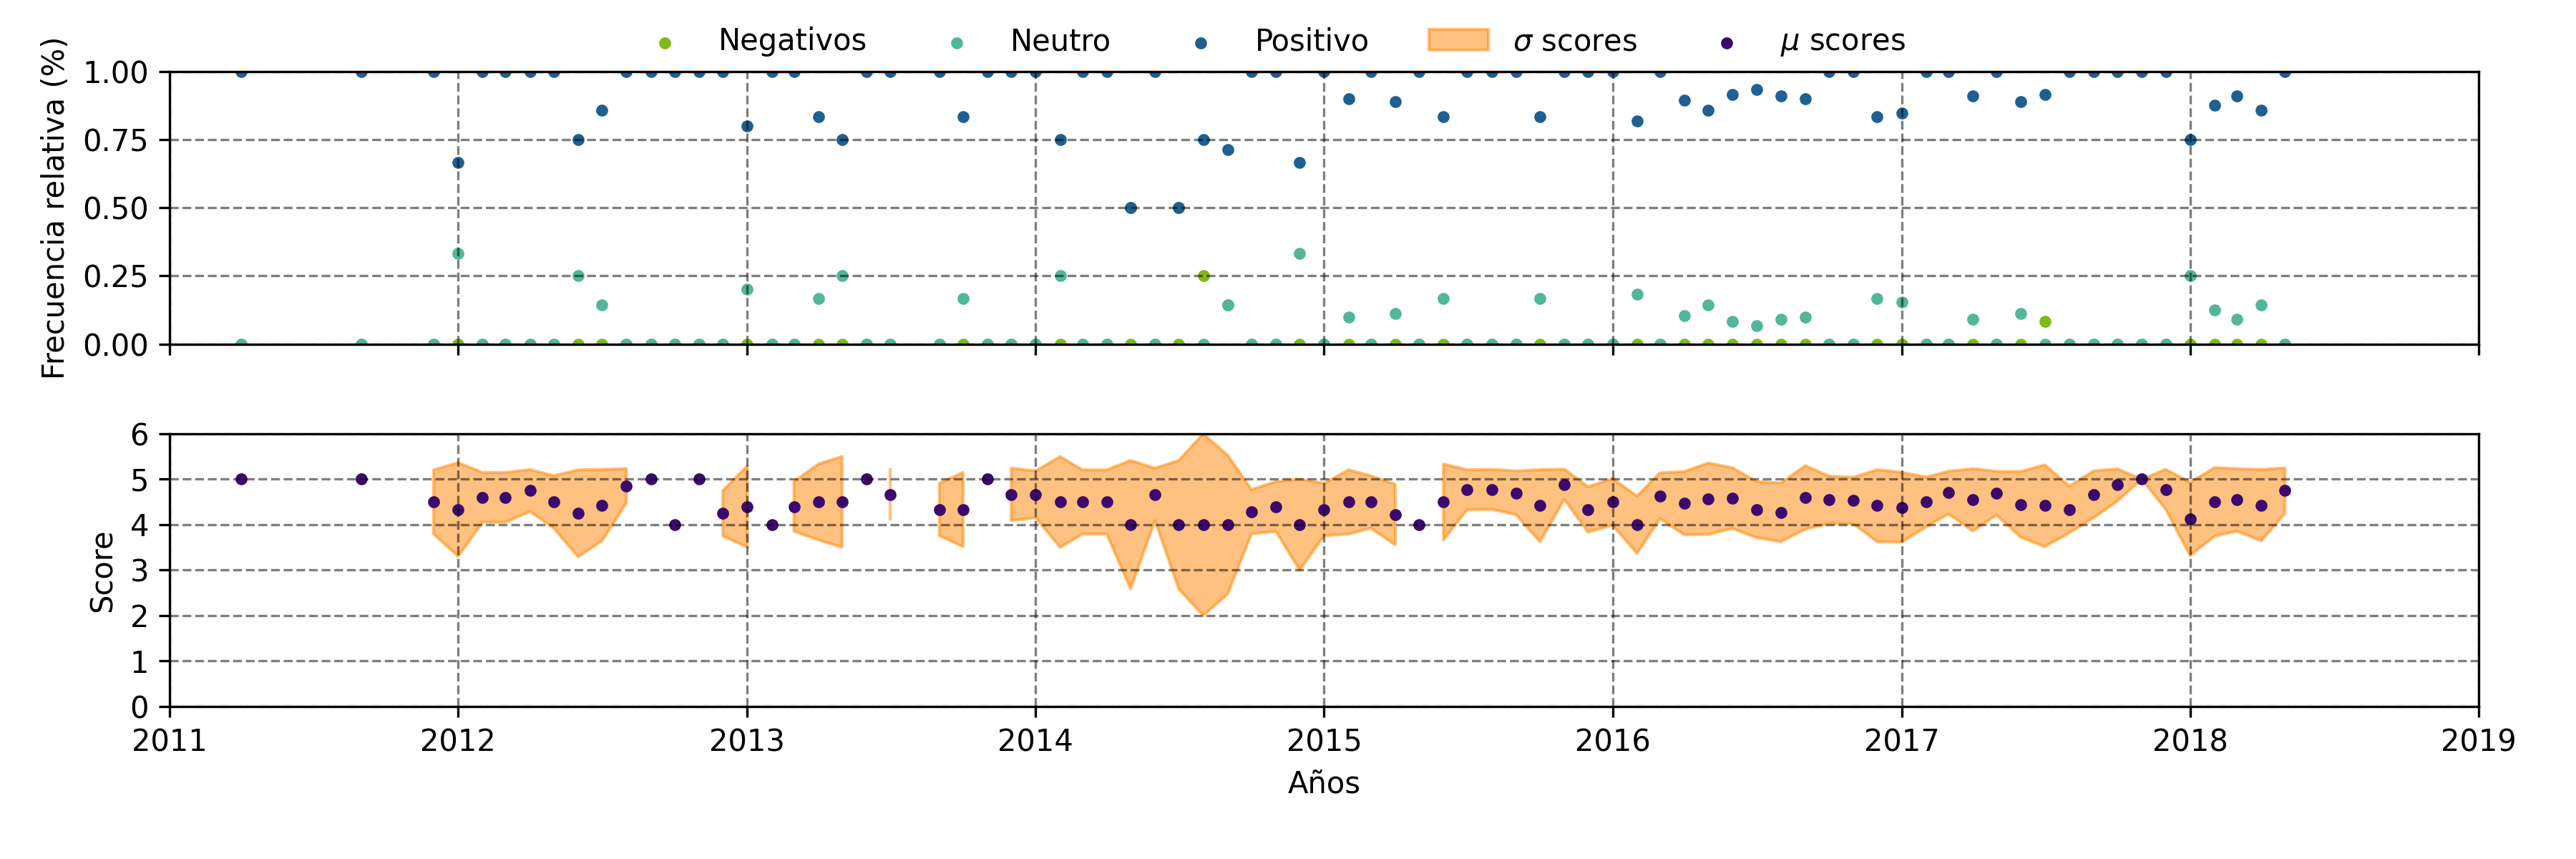 Negativos Neutro Positivo σ scores μ scores
Frecuencia relativa (%)
1.00
0.75
0.50
0.25
0.00
Score
6
5
4
3
2
1
0
2011 2012 2013 2014 2015 2016 2017 2018 2019
Años